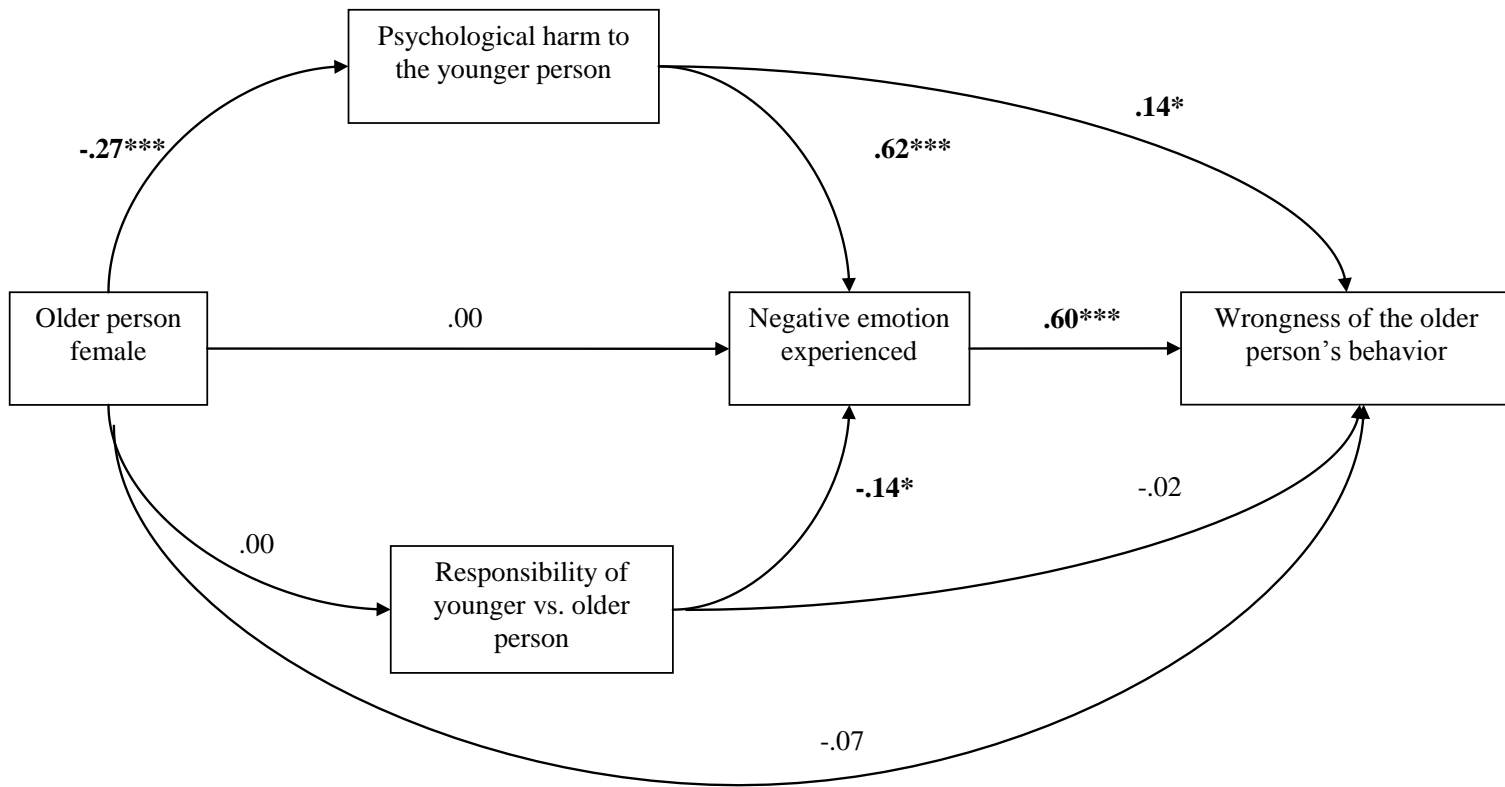 Psychological harm to
the younger person
.14*
-.27***
.62***
Older person
female
.00
Negative emotion
experienced
.60***
Wrongness of the older
person’s behavior
-.14*
-.02
.00
Responsibility of
younger vs. older
person
-.07